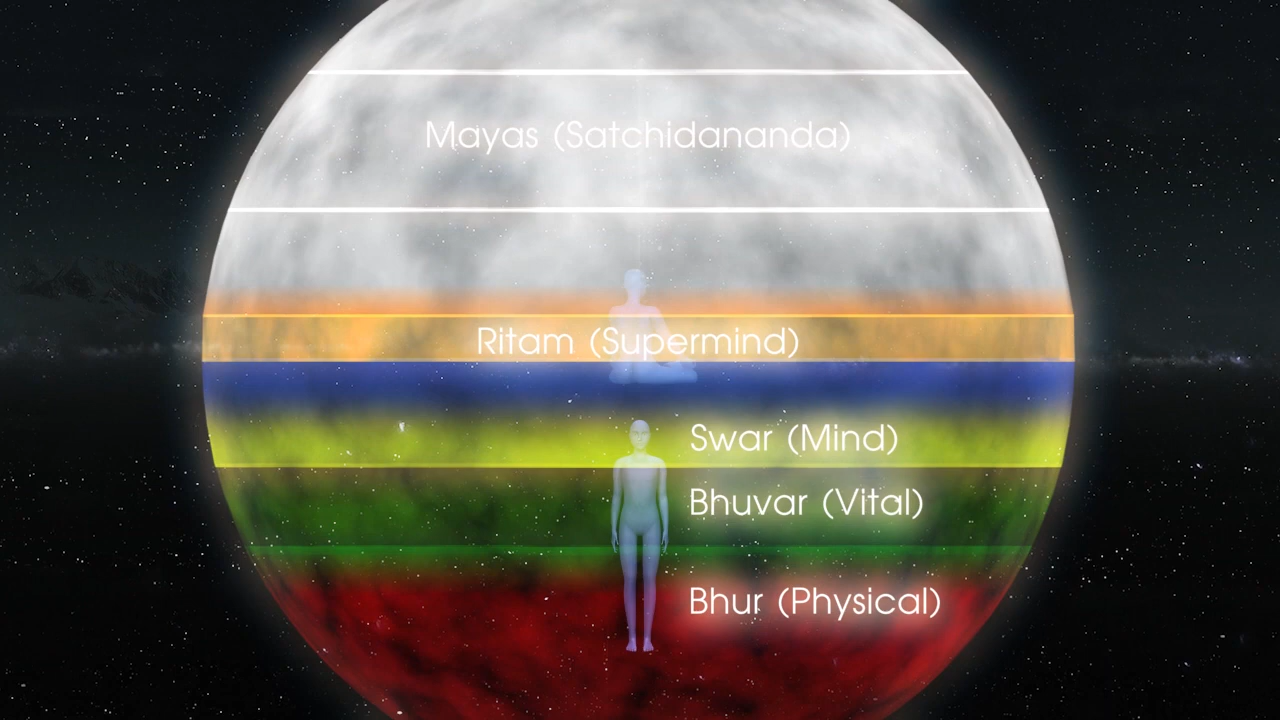 Mayas (Satchidananda)
Ritam (Supermind)
Swar (Mind)
Bhuvar (Vital)
Bhur (Physical)